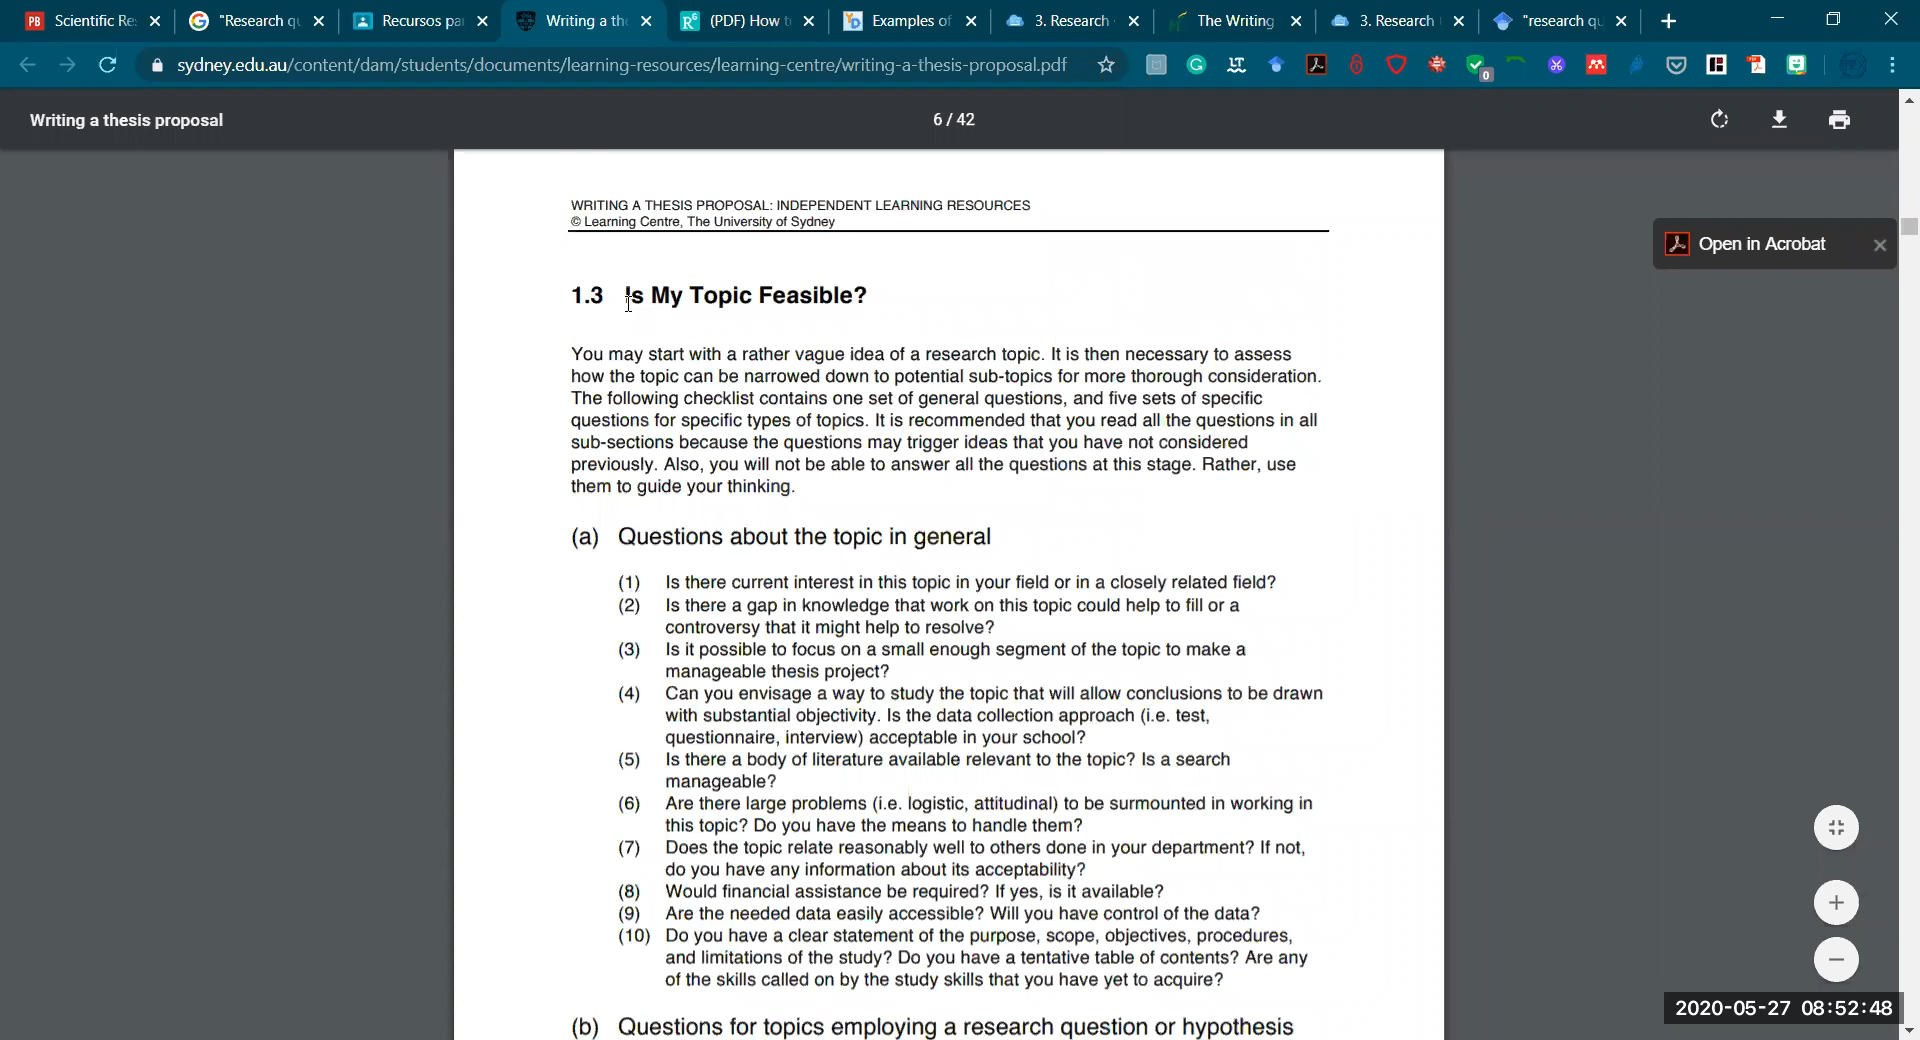 Scientific Re
"Research qu
Recursos pa
Writing a th
(PDF) How t
Examples of
3. Research
The Writing
3. Research
"research qu
sydney.edu.au/content/dam/students/documents/learning-resources/learning-centre/writing-a-thesis-proposal.pdf
Writing a thesis proposal
6 / 42
Open in Acrobat
WRITING A THESIS PROPOSAL: INDEPENDENT LEARNING RESOURCES
© Learning Centre, The University of Sydney
1.3 Is My Topic Feasible?
You may start with a rather vague idea of a research topic. It is then necessary to assess
how the topic can be narrowed down to potential sub-topics for more thorough consideration.
The following checklist contains one set of general questions, and five sets of specific
questions for specific types of topics. It is recommended that you read all the questions in all
sub-sections because the questions may trigger ideas that you have not considered
previously. Also, you will not be able to answer all the questions at this stage. Rather, use
them to guide your thinking.
(a) Questions about the topic in general
(1) Is there current interest in this topic in your field or in a closely related field?
(2) Is there a gap in knowledge that work on this topic could help to fill or a
controversy that it might help to resolve?
(3) Is it possible to focus on a small enough segment of the topic to make a
manageable thesis project?
(4) Can you envisage a way to study the topic that will allow conclusions to be drawn
with substantial objectivity. Is the data collection approach (i.e. test,
questionnaire, interview) acceptable in your school?
(5) Is there a body of literature available relevant to the topic? Is a search
manageable?
(6) Are there large problems (i.e. logistic, attitudinal) to be surmounted in working in
this topic? Do you have the means to handle them?
(7) Does the topic relate reasonably well to others done in your department? If not,
do you have any information about its acceptability?
(8) Would financial assistance be required? If yes, is it available?
(9) Are the needed data easily accessible? Will you have control of the data?
(10) Do you have a clear statement of the purpose, scope, objectives, procedures,
and limitations of the study? Do you have a tentative table of contents? Are any
of the skills called on by the study skills that you have yet to acquire?
(b) Questions for topics employing a research question or hypothesis
2020-05-27 08:52:48